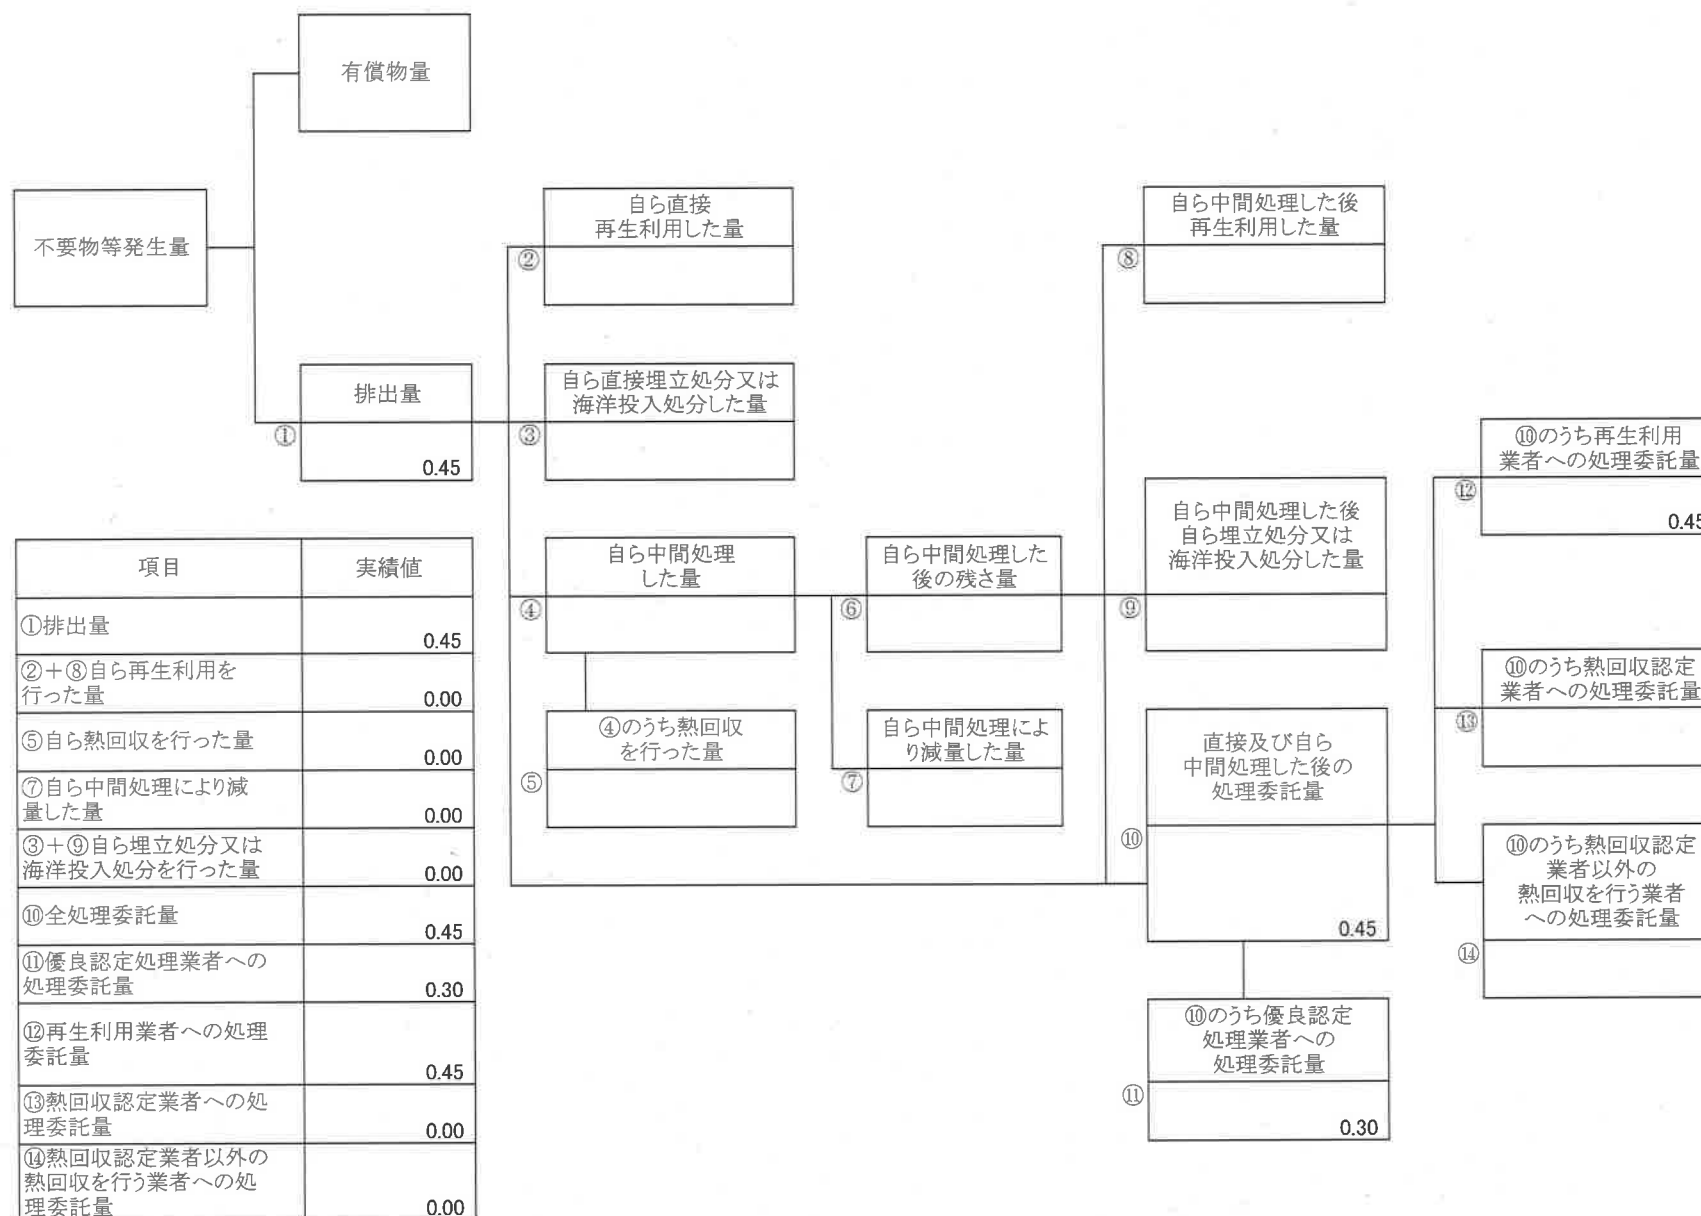 有償物量
不要物等発生量
排出量
①
0.45
自ら直接
再生利用した量
②
自ら直接埋立処分又は
海洋投入処分した量
③
自ら中間処理
した量
④
④のうち熱回収
を行った量
⑤
自ら中間処理した
後の残さ量
⑥
自ら中間処理によ
り減量した量
⑦
自ら中間処理した後
再生利用した量
⑧
自ら中間処理した後
自ら埋立処分又は
海洋投入処分した量
⑨
直接及び自ら
中間処理した後の
処理委託量
⑩
0.45
⑩のうち優良認定
処理業者への
処理委託量
⑪
0.30
⑩のうち再生利用
業者への処理委託量
⑫
0.45
⑩のうち熱回収認定
業者への処理委託量
⑬
⑩のうち熱回収認定
業者以外の
熱回収を行う業者
への処理委託量
⑭
項目 実績値
①排出量
0.45
②+⑧自ら再生利用を
行った量 0.00
⑤自ら熱回収を行った量
0.00
⑦自ら中間処理により減
量した量 0.00
③+⑨自ら埋立処分又は
海洋投入処分を行った量 0.00
⑩全処理委託量
0.45
⑪優良認定処理業者への
処理委託量 0.30
⑫再生利用業者への処理
委託量
0.45
⑬熱回収認定業者への処
理委託量 0.00
⑭熱回収認定業者以外の
熱回収を行う業者への処
理委託量 0.00